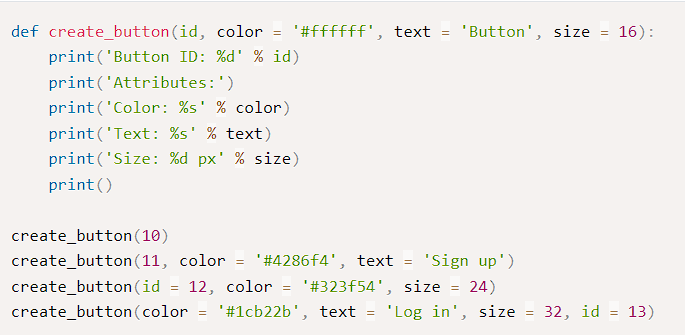 def create_button(id, color = '#ffffff', text = 'Button', size = 16):
    print('Button ID: %d' % id)
    print('Attributes:')
    print('Color: %s' % color)
    print('Text: %s' % text)
    print('Size: %d px' % size)
    print()

create_button(10)
create_button(11, color = '#4286f4', text = 'Sign up')
create_button(id = 12, color = '#323f54', size = 24)
create_button(color = '#1cb22b', text = 'Log in', size = 32, id = 13)